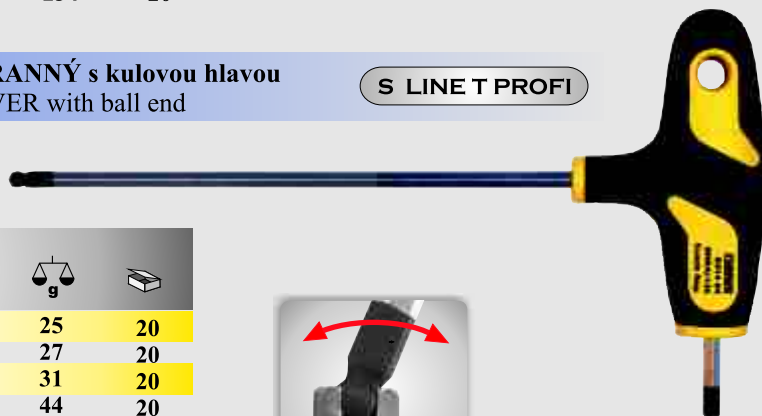 RANNÝ s kulovou hlavou
VER with ball end
S LINE T PROFI
g
25 20
27 20
31 20
44 20